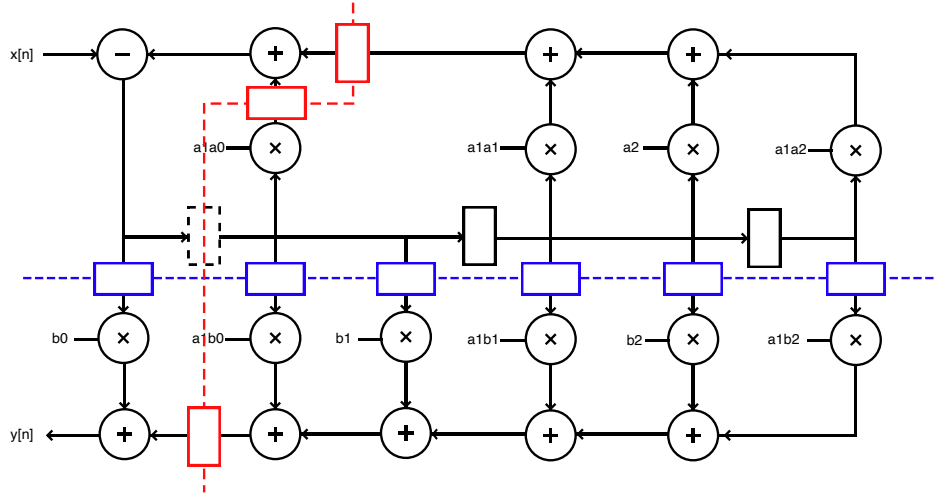 x[n]
−
+
+
+
a1a0
×
a1a1
×
a2
×
a1a2
×
b0
×
a1b0
×
b1
×
a1b1
×
b2
×
a1b2
×
y[n]
+
+
+
+
+